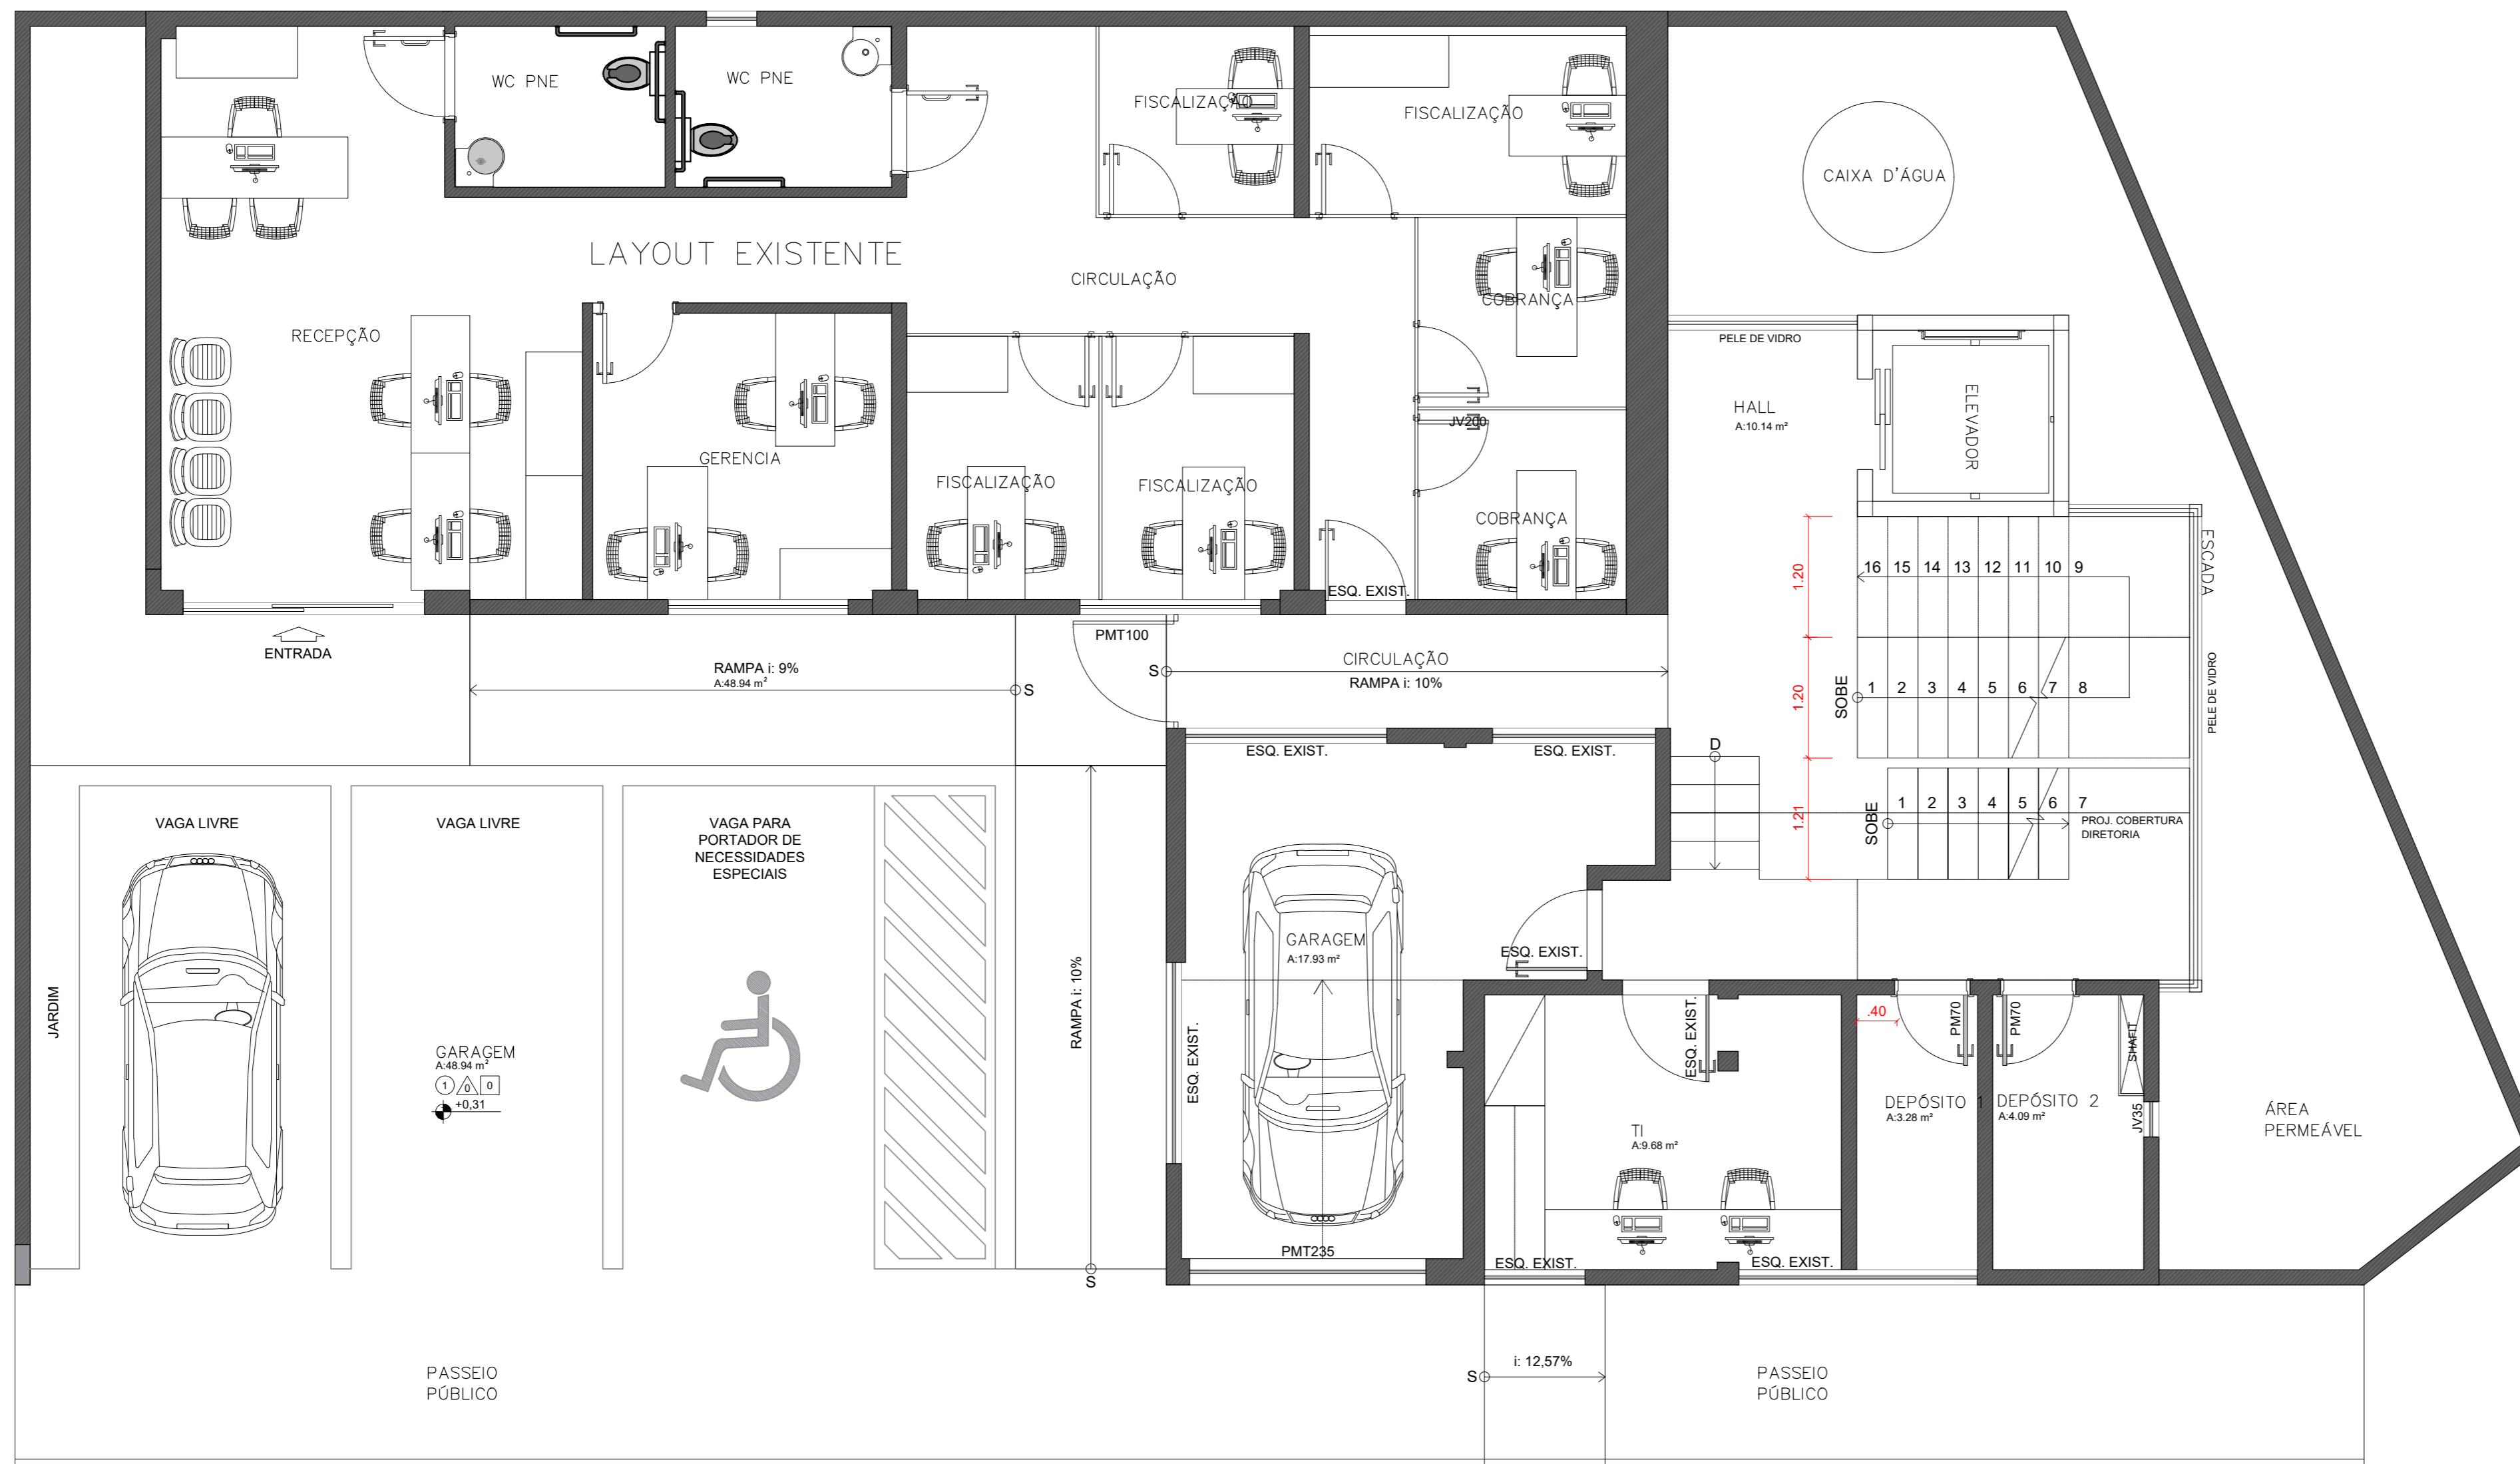 WC PNE
WC PNE
FISCALIZAÇÃO
FISCALIZAÇÃO
CAIXA D'ÁGUA
LAYOUT EXISTENTE
CIRCULAÇÃO
COBRANÇA
RECEPÇÃO
PELE DE VIDRO
HALL
A:10.14 m²
ELEVADOR
JV200
GERENCIA
FISCALIZAÇÃO
FISCALIZAÇÃO
COBRANÇA
ESCADA
1.20
16 15 14 13 12 11 10 9
ESQ. EXIST.
ENTRADA
PMT100
RAMPA i: 9%
A:48.94 m²
S
S
CIRCULAÇÃO
RAMPA i: 10%
1.20
SOBE
1 2 3 4 5 6 7 8
PELE DE VIDRO
ESQ. EXIST.
ESQ. EXIST.
D
1.21
SOBE
1 2 3 4 5 6 7
PROJ. COBERTURA
DIRETORIA
VAGA LIVRE
VAGA LIVRE
VAGA PARA
PORTADOR DE
NECESSIDADES
ESPECIAIS
GARAGEM
A:17.93 m²
ESQ. EXIST.
JARDIM
RAMPA i: 10%
ESQ. EXIST.
ESQ. EXIST.
.40
PM70
PM70
SHAFIT
GARAGEM
A:48.94 m²
1 0 0
+0,31
TI
A:9.68 m²
DEPÓSITO 1
A:3.28 m²
DEPÓSITO 2
A:4.09 m²
JV35
ÁREA
PERMEÁVEL
PMT235
S
ESQ. EXIST.
ESQ. EXIST.
PASSEIO
PÚBLICO
S
i: 12,57%
PASSEIO
PÚBLICO